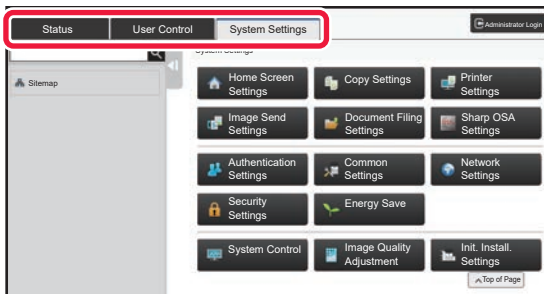 Status User Control System Settings
Administrator Login
System Settings
Sitemap
Home Screen Settings
Copy Settings
Printer Settings
Image Send Settings
Document Filing Settings
Sharp OSA Settings
Authentication Settings
Common Settings
Network Settings
Security Settings
Energy Save
System Control
Image Quality Adjustment
Init. Install. Settings
Top of Page